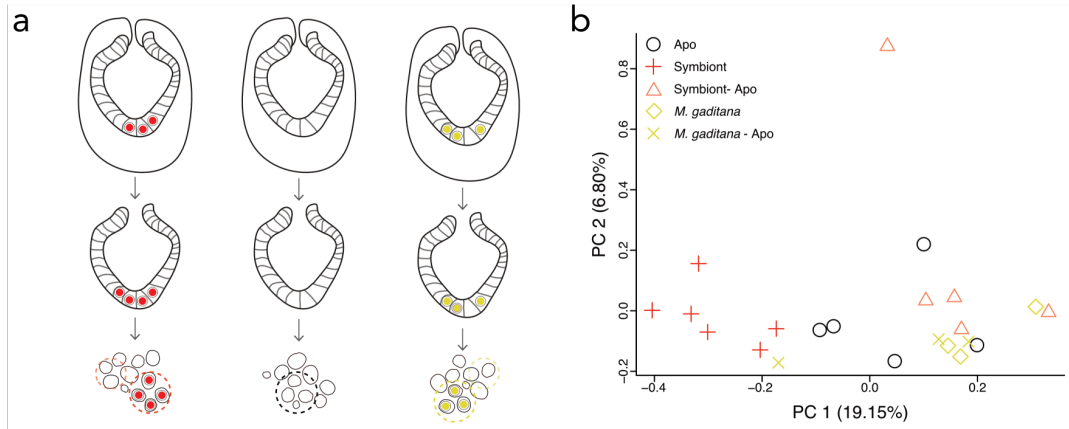 a
b
Apo
Symbiont
Symbiont- Apo
M. gaditana
M. gaditana - Apo
PC 2 (6.80%)
0.8
0.6
0.4
0.2
0.0
−0.2
−0.4
−0.2
0.0
0.2
PC 1 (19.15%)